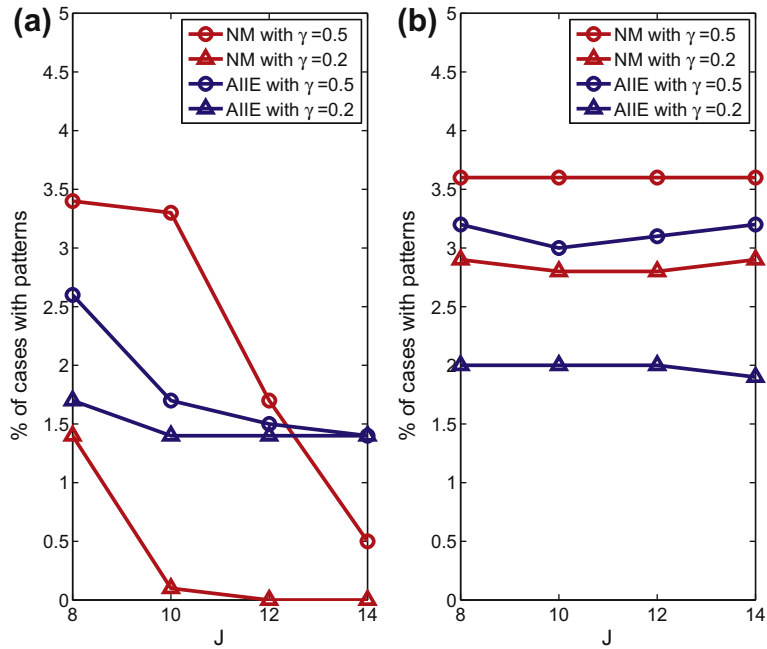 (a)
5
4.5
4
3.5
3
2.5
2
1.5
1
0.5
0
8
10
12
14
J
% of cases with patterns
NM with γ=0.5
NM with γ=0.2
AIIE with γ=0.5
AIIE with γ=0.2
(b)
5
4.5
4
3.5
3
2.5
2
1.5
1
0.5
0
8
10
12
14
J
% of cases with patterns
NM with γ=0.5
NM with γ=0.2
AIIE with γ=0.5
AIIE with γ=0.2